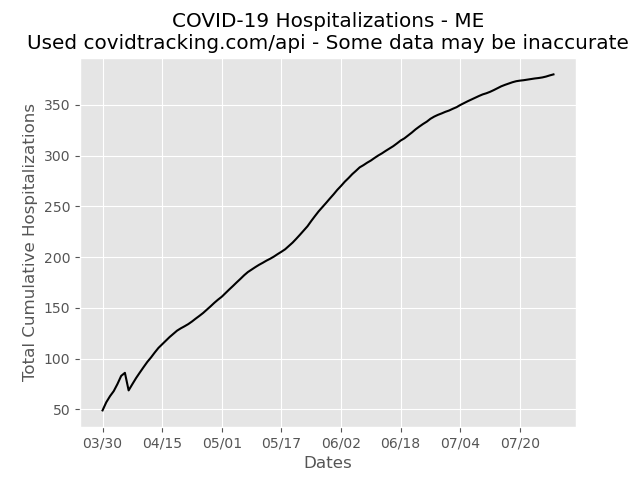 COVID-19 Hospitalizations - ME
Used covidtracking.com/api - Some data may be inaccurate
Total Cumulative Hospitalizations
350
300
250
200
150
100
50
03/30 04/15 05/01 05/17 06/02 06/18 07/04 07/20
Dates